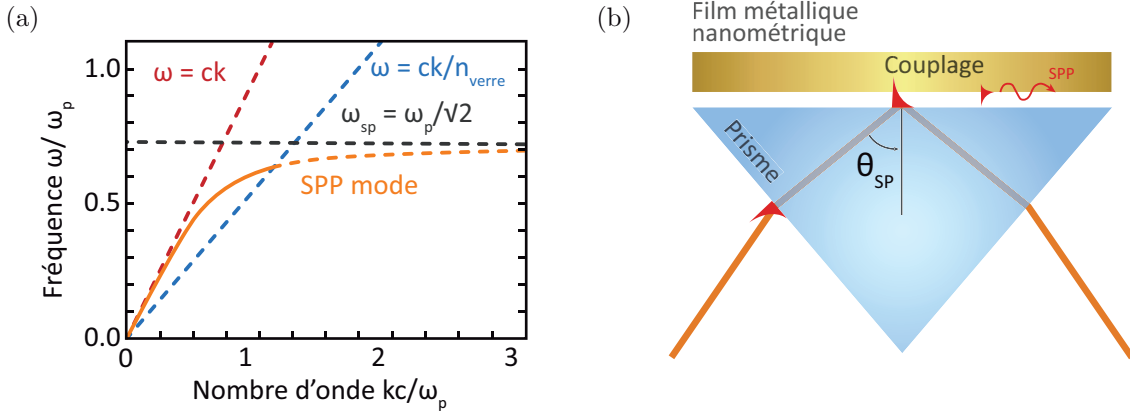 (a)
1.0
0.5
0.0
0
1
2
3
Fréquence ω/ ω_p
Nombre d'onde kc/ω_p
ω = ck
ω = ck/n_verre
ω_sp = ω_p/√2
SPP mode
(b)
Film métallique
nanométrique
Couplage
SPP
Prisme
θ_SP